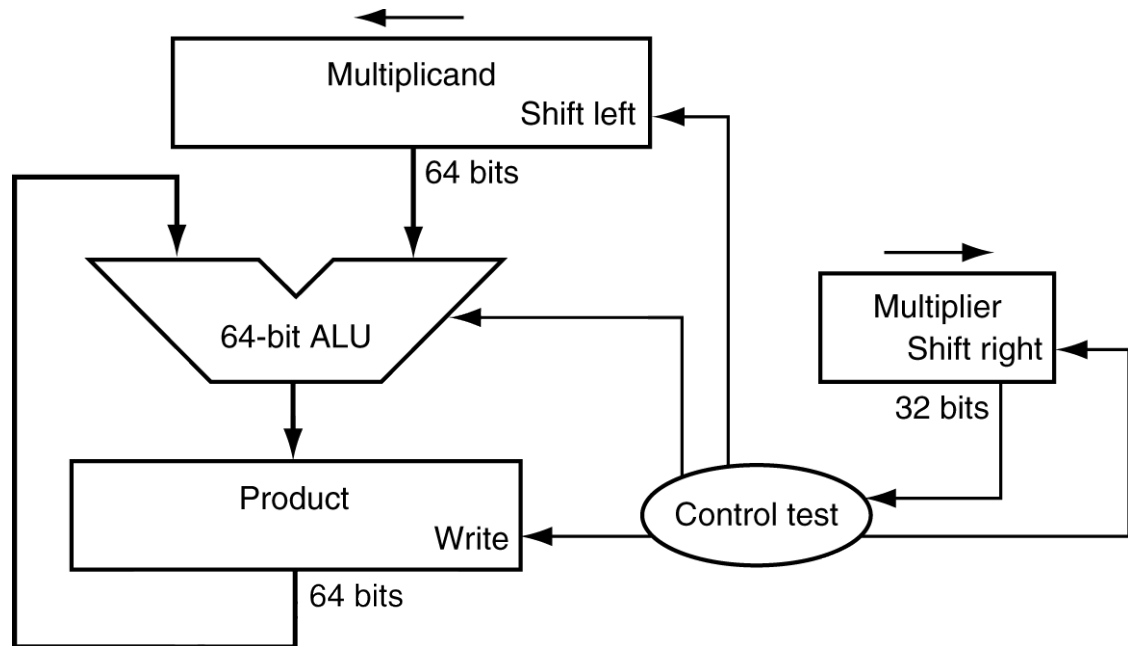 Multiplicand
Shift left
64 bits
64-bit ALU
Multiplier
Shift right
32 bits
Product
Write
Control test
64 bits